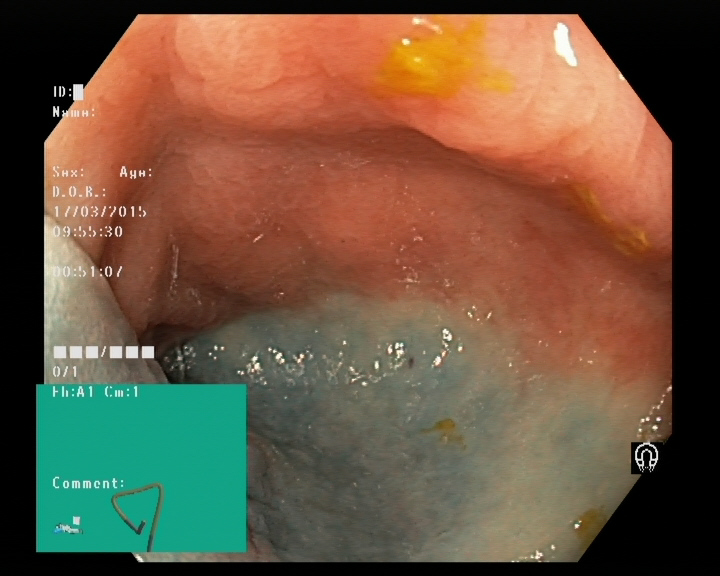 ID:
Name:
Sex: Age:
D.O.B.:
17/03/2015
09:55:30
00:51:07
■■■/■■■
0/1
Eh:A1 Cm:1
Comment: